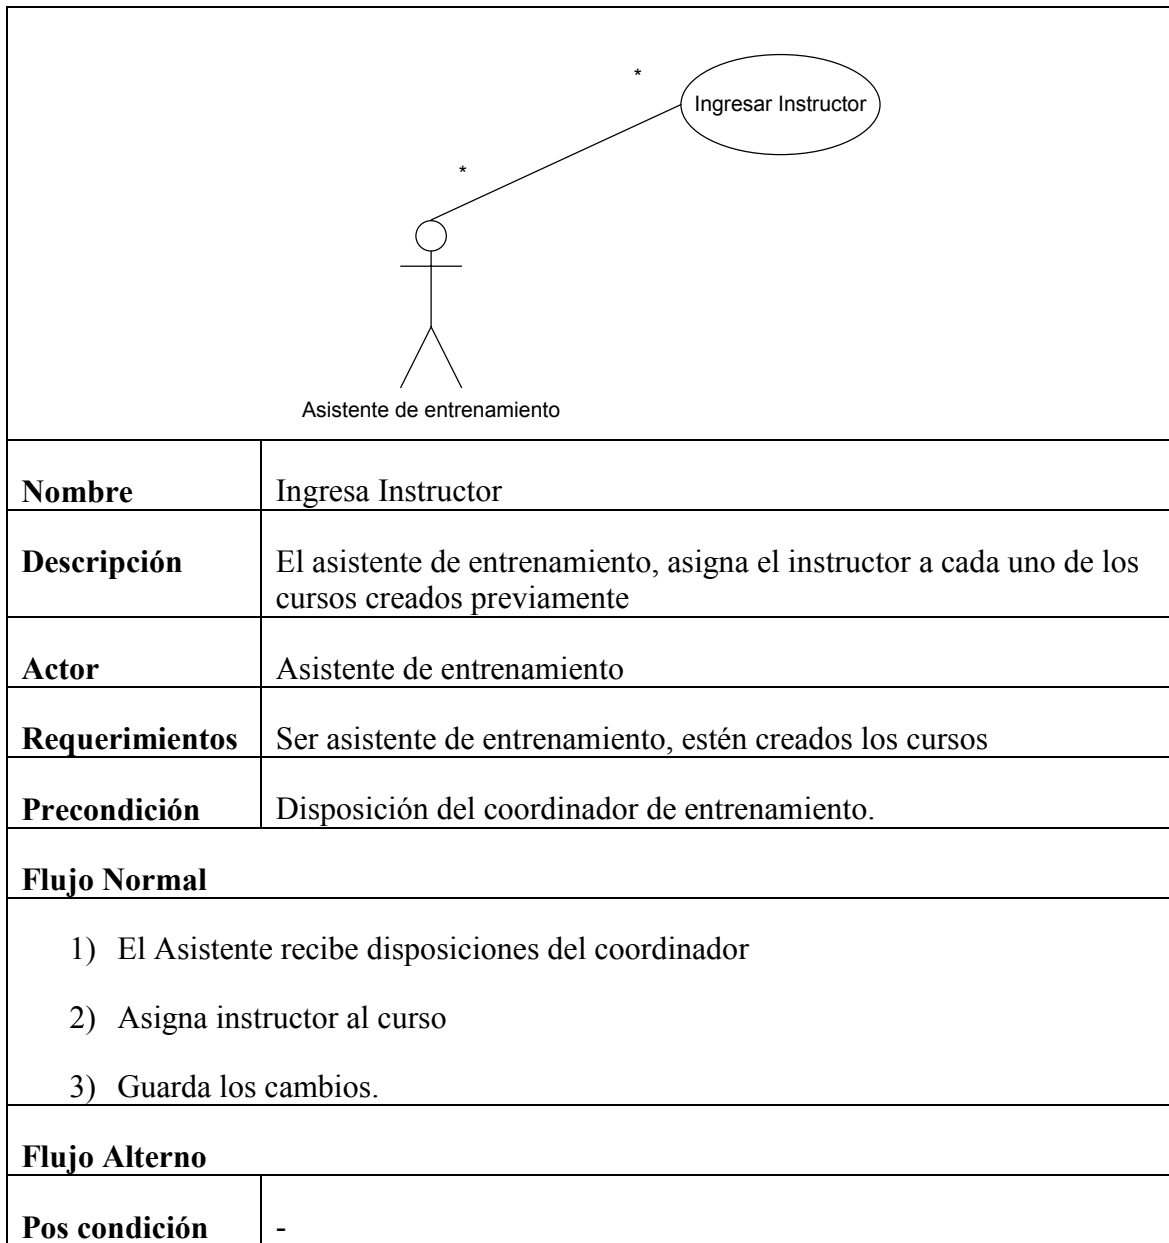 *
Ingresar Instructor
*
Asistente de entrenamiento
Nombre
Ingresa Instructor
Descripción
El asistente de entrenamiento, asigna el instructor a cada uno de los
cursos creados previamente
Actor
Asistente de entrenamiento
Requerimientos
Ser asistente de entrenamiento, estén creados los cursos
Precondición
Disposición del coordinador de entrenamiento.
Flujo Normal
1) El Asistente recibe disposiciones del coordinador
2) Asigna instructor al curso
3) Guarda los cambios.
Flujo Alterno
Pos condición
-